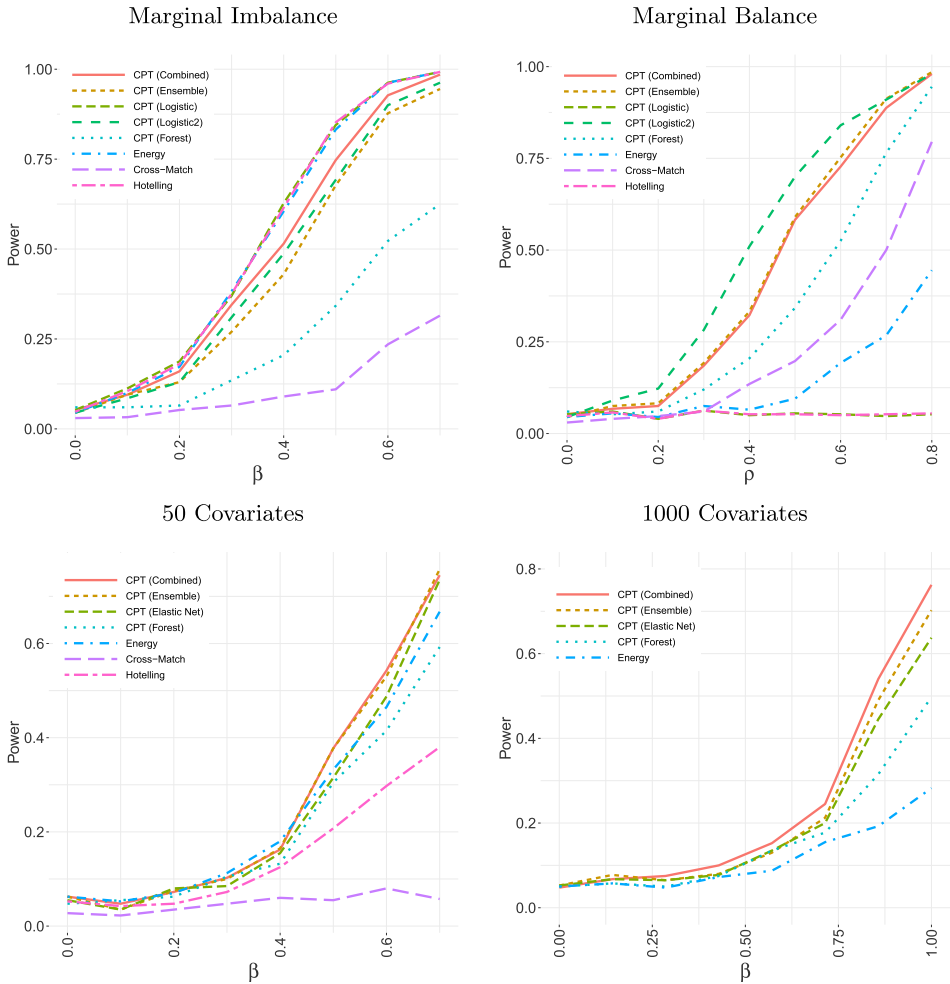 Marginal Imbalance
1.00
0.75
0.50
0.25
0.00
Power
CPT (Combined)
CPT (Ensemble)
CPT (Logistic)
CPT (Logistic2)
CPT (Forest)
Energy
Cross−Match
Hotelling
0.0
0.2
0.4
0.6
β
Marginal Balance
1.00
0.75
0.50
0.25
0.00
Power
CPT (Combined)
CPT (Ensemble)
CPT (Logistic)
CPT (Logistic2)
CPT (Forest)
Energy
Cross−Match
Hotelling
0.0
0.2
0.4
0.6
0.8
ρ
50 Covariates
0.6
0.4
0.2
0.0
Power
CPT (Combined)
CPT (Ensemble)
CPT (Elastic Net)
CPT (Forest)
Energy
Cross−Match
Hotelling
0.0
0.2
0.4
0.6
β
1000 Covariates
0.8
0.6
0.4
0.2
0.0
Power
CPT (Combined)
CPT (Ensemble)
CPT (Elastic Net)
CPT (Forest)
Energy
0.00
0.25
0.50
0.75
1.00
β